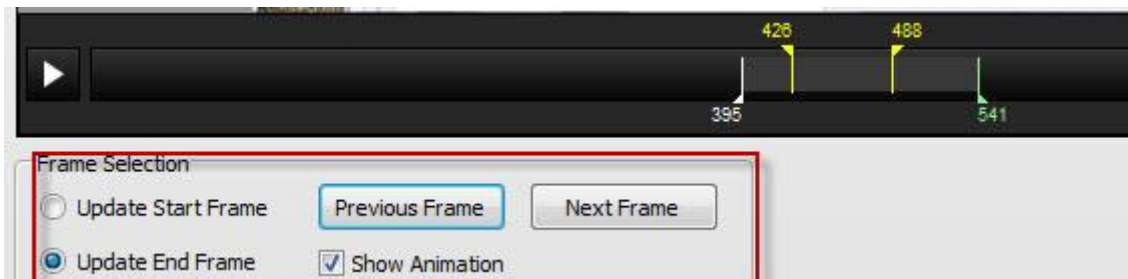 426 488
395 541
Frame Selection
Update Start Frame Previous Frame Next Frame
Update End Frame Show Animation